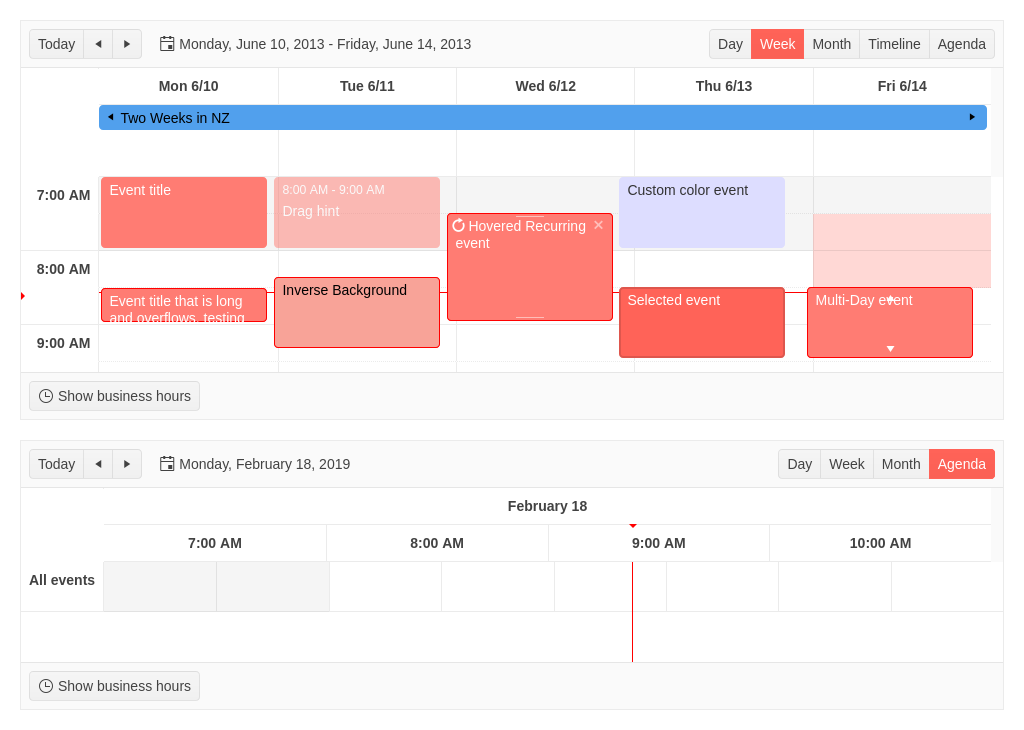 Today
Monday, June 10, 2013 - Friday, June 14, 2013
Day Week Month Timeline Agenda
Mon 6/10 Tue 6/11 Wed 6/12 Thu 6/13 Fri 6/14
Two Weeks in NZ
7:00 AM
Event title
8:00 AM - 9:00 AM
Drag hint
Custom color event
Hovered Recurring
event
8:00 AM
Inverse Background
Event title that is long
and overflows, testing
Selected event
Multi-Day event
9:00 AM
Show business hours
Today
Monday, February 18, 2019
Day Week Month Agenda
February 18
7:00 AM 8:00 AM 9:00 AM 10:00 AM
All events
Show business hours